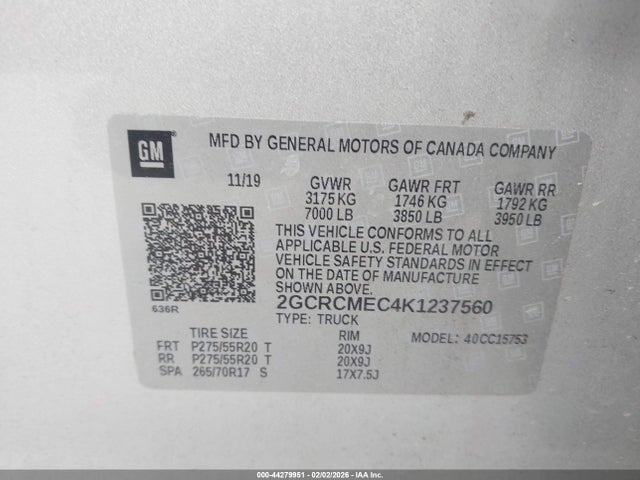 GM
MFD BY GENERAL MOTORS OF CANADA COMPANY
11/19 GVWR GAWR FRT GAWR RR
3175 KG 1746 KG 1792 KG
7000 LB 3850 LB 3950 LB
THIS VEHICLE CONFORMS TO ALL
APPLICABLE U.S. FEDERAL MOTOR
VEHICLE SAFETY STANDARDS IN EFFECT
ON THE DATE OF MANUFACTURE
SHOWN ABOVE.
636R
2GCRCMEC4K1237560
TYPE: TRUCK
TIRE SIZE RIM MODEL: 40CC15753
FRT P275/55R20 T 20X9J
RR P275/55R20 T 20X9J
SPA 265/70R17 S 17X7.5J
000-44279951 - 02/02/2026 - IAA, Inc.